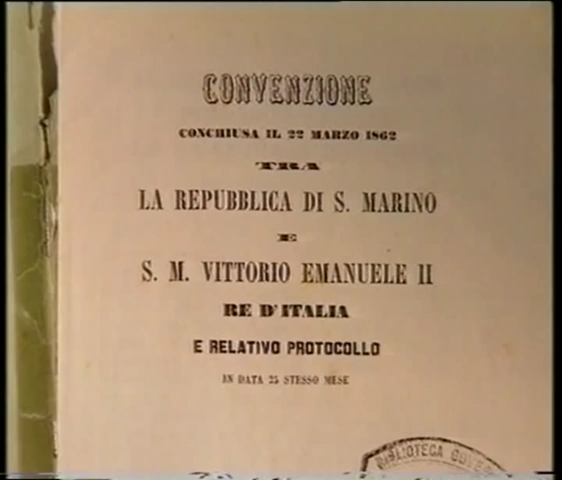 CONVENZIONE
CONCHIUSA IL 22 MARZO 1862
TRA
LA REPUBBLICA DI S. MARINO
E
S. M. VITTORIO EMANUELE II
RE D'ITALIA
E RELATIVO PROTOCOLLO
IN DATA 25 STESSO MESE
BIBLIOTECA